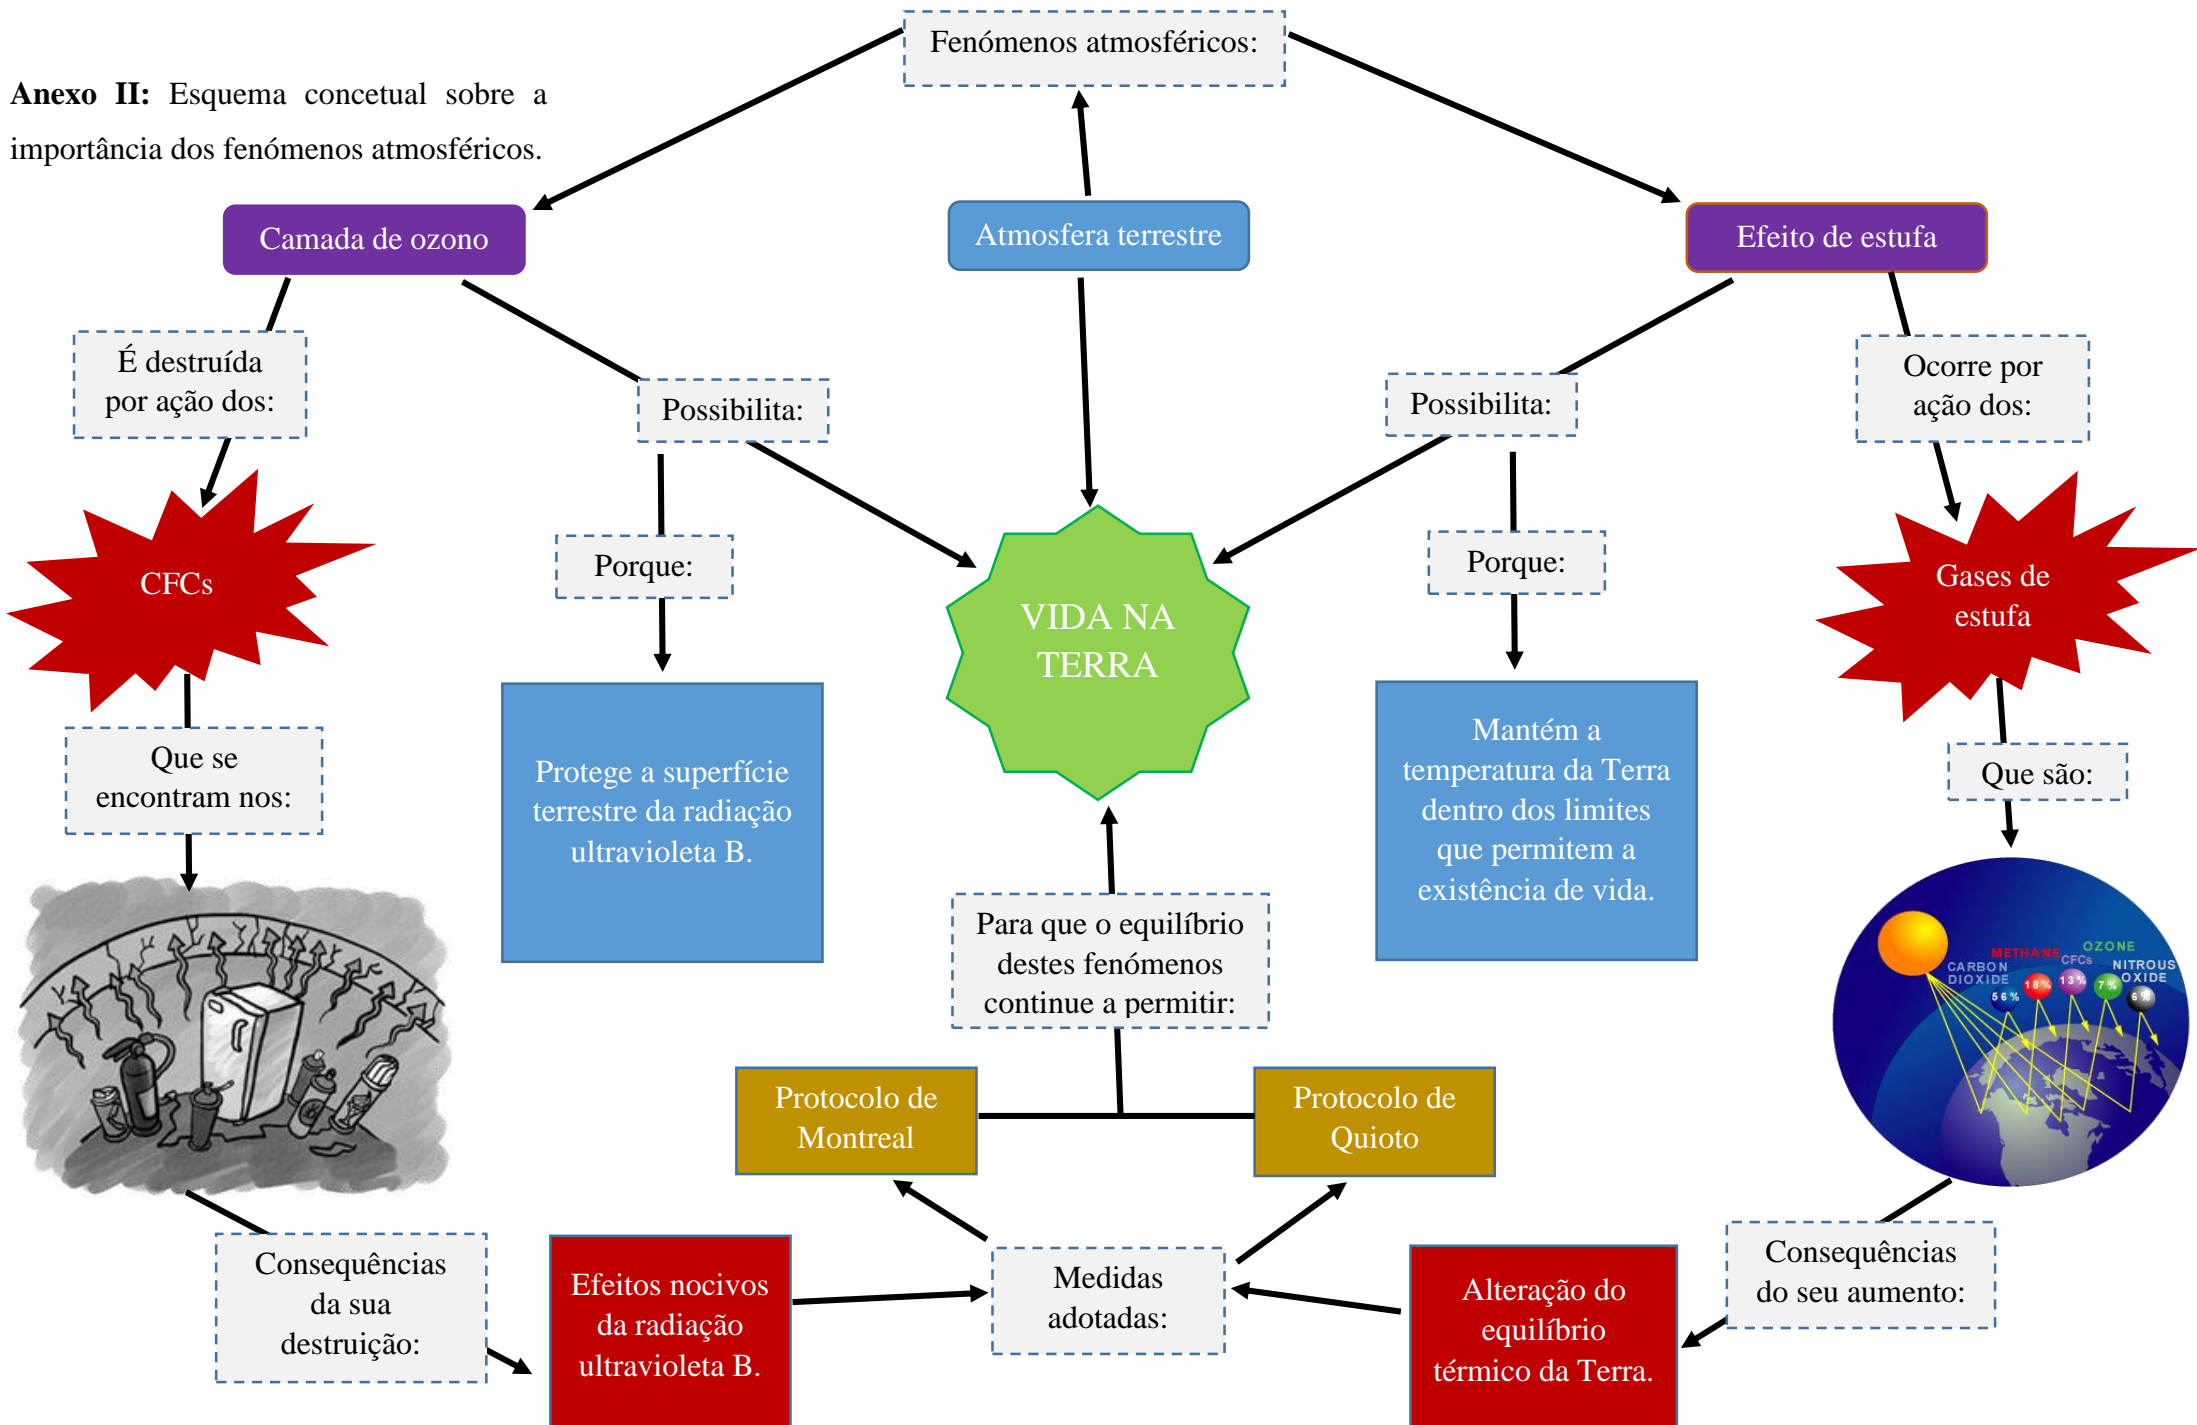 Fenómenos atmosféricos:
Anexo II: Esquema concetual sobre a
importância dos fenómenos atmosféricos.
Camada de ozono
Atmosfera terrestre
Efeito de estufa
É destruída
por ação dos:
Possibilita:
Possibilita:
Ocorre por
ação dos:
CFCs
Porque:
VIDA NA
TERRA
Porque:
Gases de
estufa
Que se
encontram nos:
Protege a superfície
terrestre da radiação
ultravioleta B.
Mantém a
temperatura da Terra
dentro dos limites
que permitem a
existência de vida.
Que são:
Para que o equilíbrio
destes fenómenos
continue a permitir:
CARBON
DIOXIDE
56%
METHANE
18%
CFCs
13%
OZONE
7%
NITROUS
OXIDE
6%
Protocolo de
Montreal
Protocolo de
Quioto
Consequências
da sua
destruição:
Efeitos nocivos
da radiação
ultravioleta B.
Medidas
adotadas:
Alteração do
equilíbrio
térmico da Terra.
Consequências
do seu aumento: